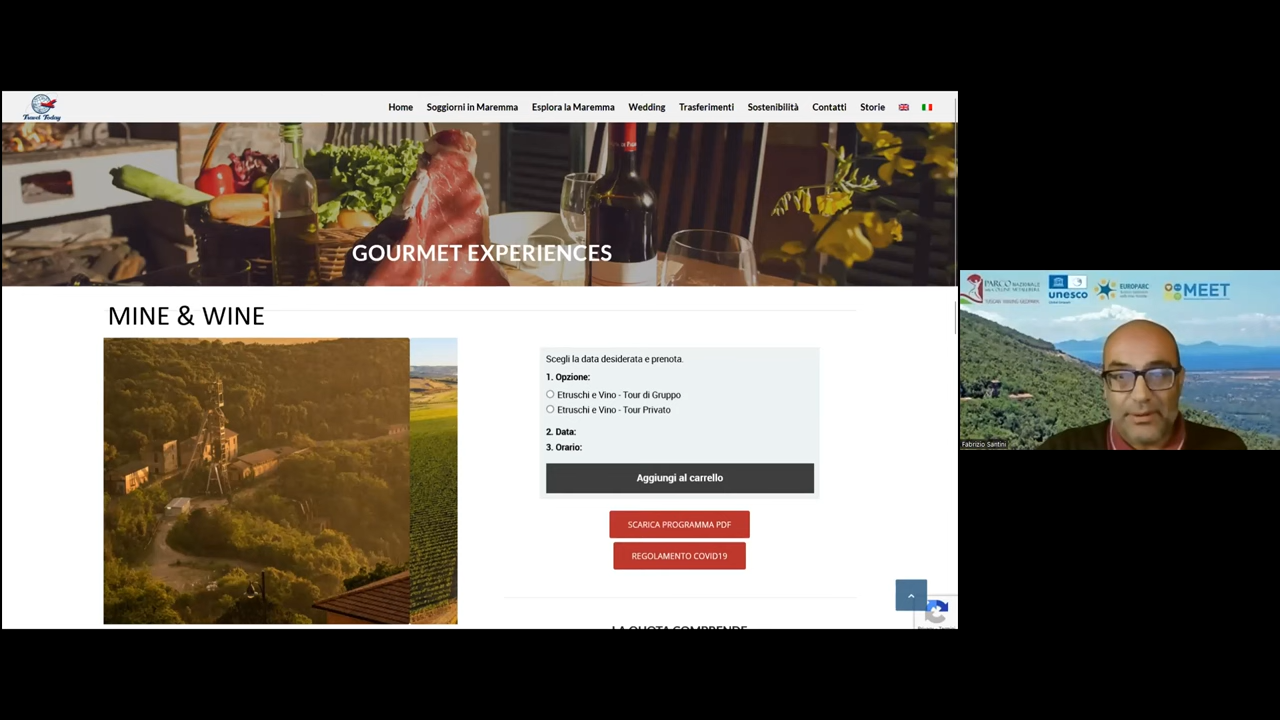 Travel Today
Home Soggiorni in Maremma Esplora la Maremma Wedding Trasferimenti Sostenibilità Contatti Storie
GOURMET EXPERIENCES
MINE & WINE
Scegli la data desiderata e prenota.
1. Opzione:
Etruschi e Vino - Tour di Gruppo
Etruschi e Vino - Tour Privato
2. Data:
3. Orario:
Aggiungi al carrello
SCARICA PROGRAMMA PDF
REGOLAMENTO COVID19
LA QUOTA COMPRENDE
PARCO NAZIONALE
unesco
EUROPARC
MEET
Fabrizio Santini